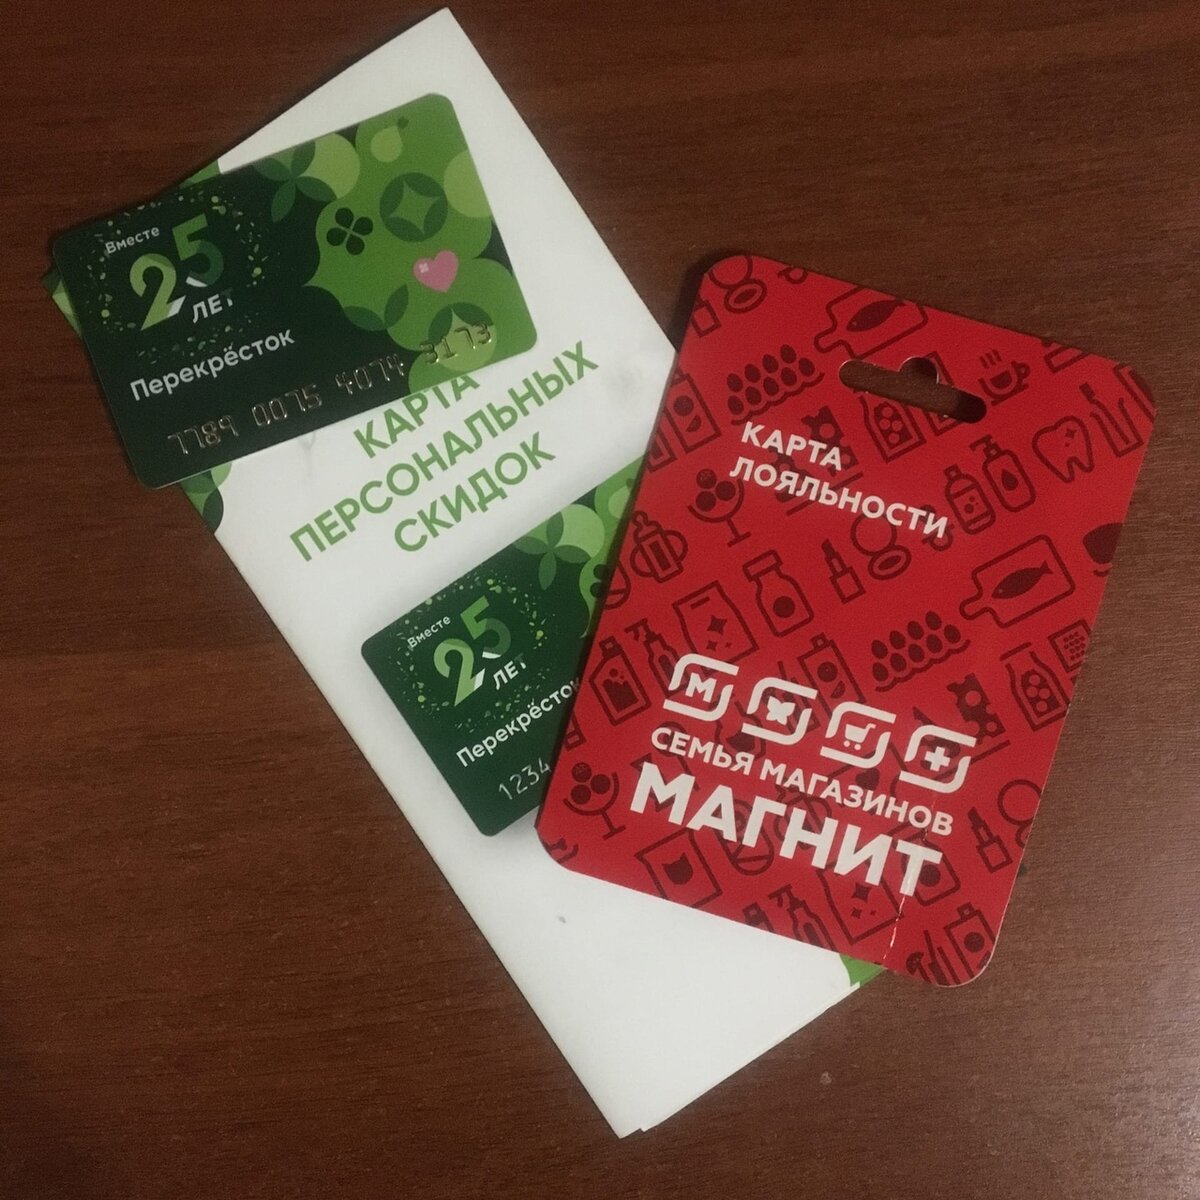 Вместе
25
ЛЕТ
Перекрёсток
7789 0075 4074 3173
КАРТА
ПЕРСОНАЛЬНЫХ
СКИДОК
Вместе
25
ЛЕТ
Перекрёсток
1234
КАРТА
ЛОЯЛЬНОСТИ
М
СЕМЬЯ МАГАЗИНОВ
МАГНИТ